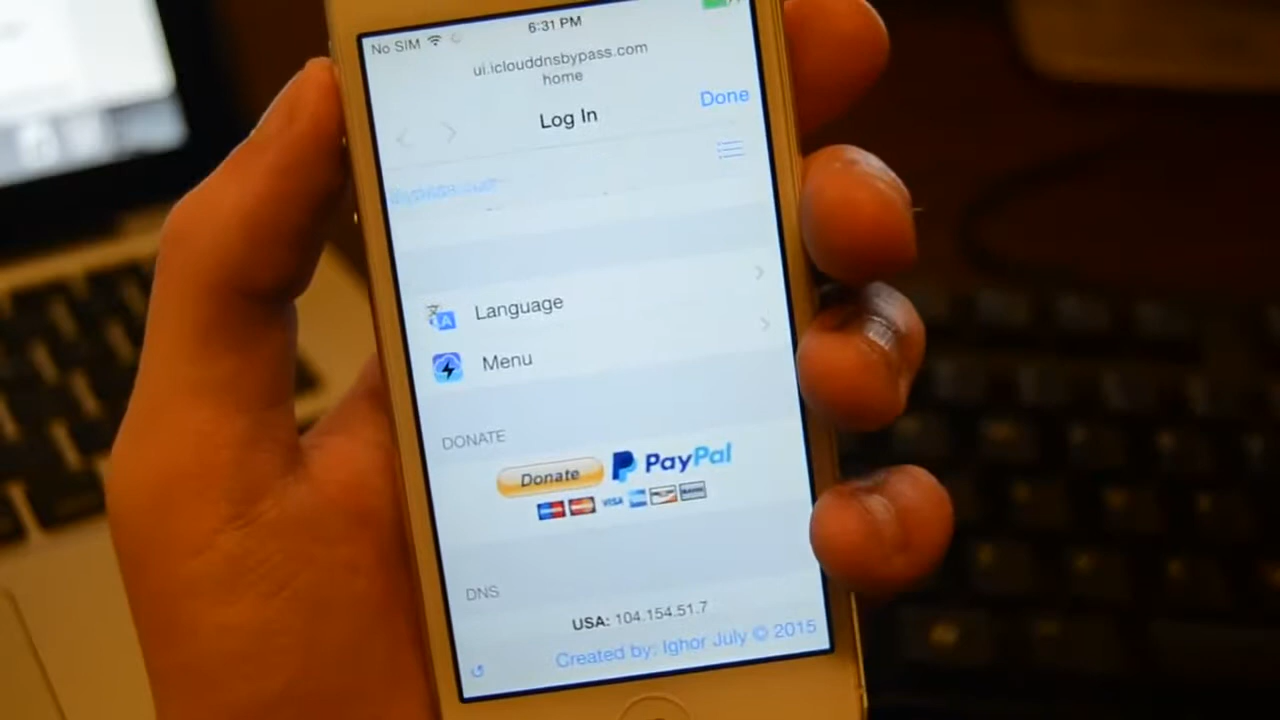 No SIM
6:31 PM
ui.iclouddnsbypass.com
home
Log In
Done
Language
Menu
DONATE
Donate
PayPal
VISA
DNS
USA: 104.154.51.7
Created by: Ighor July © 2015